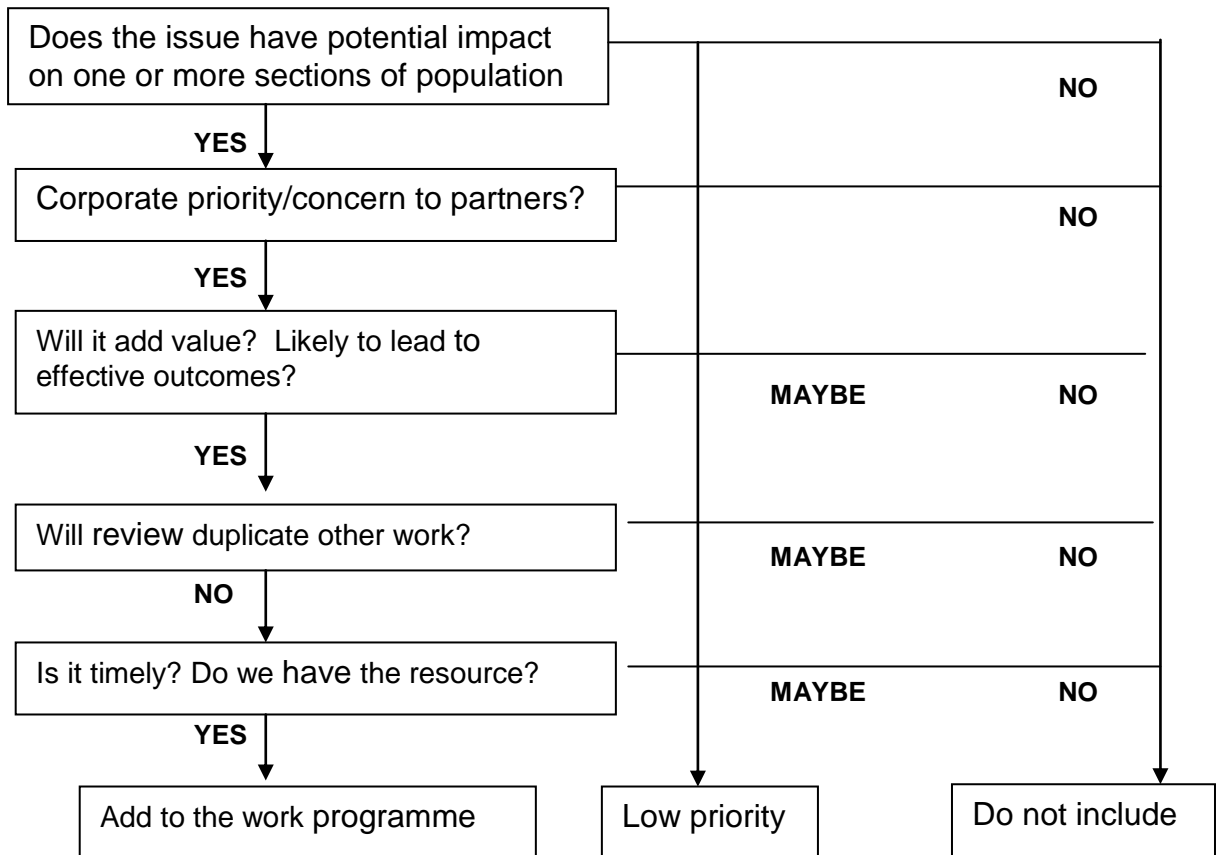 Does the issue have potential impact
on one or more sections of population
NO
YES
Corporate priority/concern to partners?
NO
YES
Will it add value?  Likely to lead to
effective outcomes?
MAYBE NO
YES
Will review duplicate other work?
MAYBE NO
NO
Is it timely? Do we have the resource?
MAYBE NO
YES
Add to the work programme
Low priority
Do not include